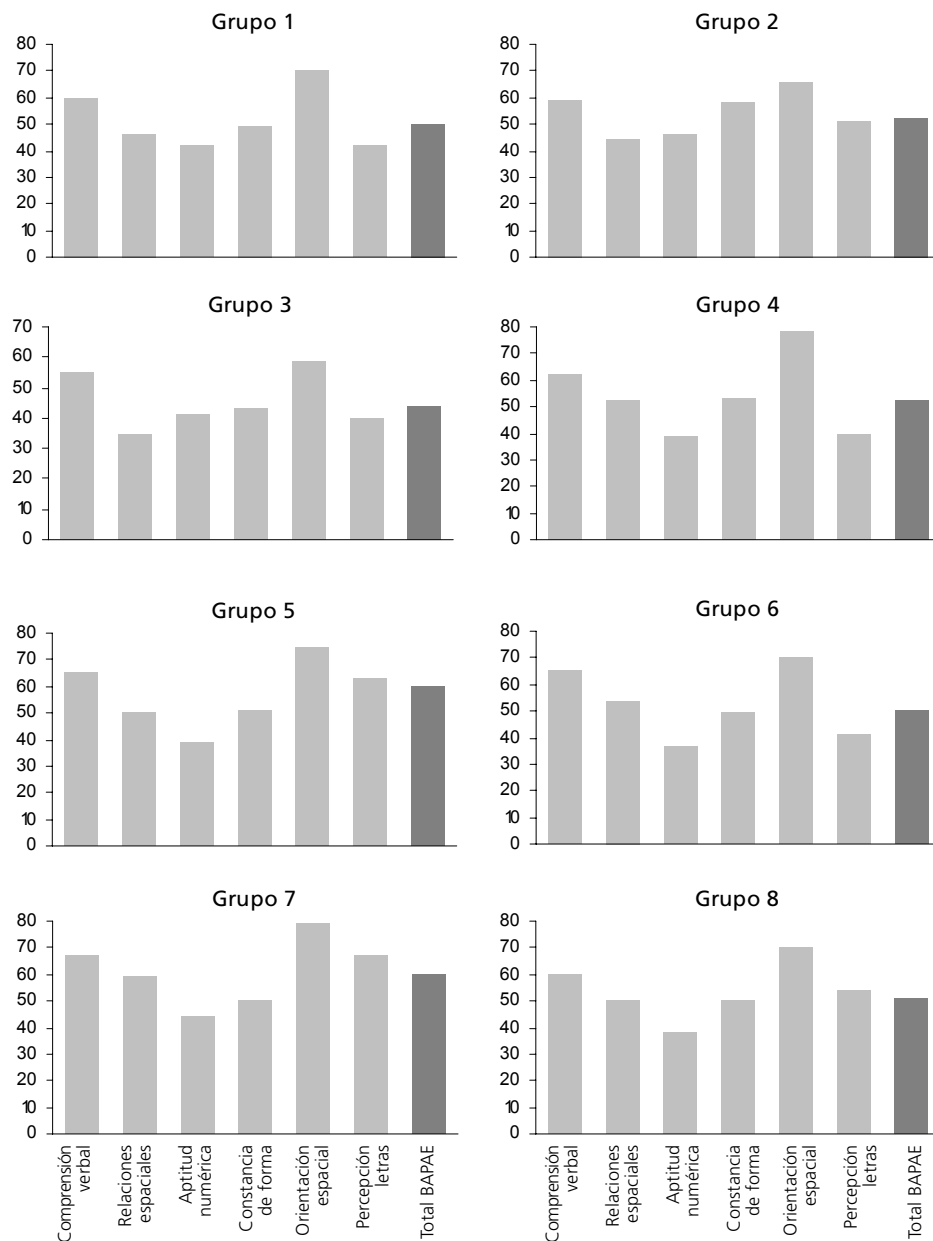 Grupo 1
80
70
60
50
40
30
20
10
0
Grupo 2
80
70
60
50
40
30
20
10
0
Grupo 3
70
60
50
40
30
20
10
0
Grupo 4
80
70
60
50
40
30
20
10
0
Grupo 5
80
70
60
50
40
30
20
10
0
Grupo 6
80
70
60
50
40
30
20
10
0
Grupo 7
80
70
60
50
40
30
20
10
0
Comprensión
verbal
Relaciones
espaciales
Aptitud
numérica
Constancia
de forma
Orientación
espacial
Percepción
letras
Total BAPAE
Grupo 8
80
70
60
50
40
30
20
10
0
Comprensión
verbal
Relaciones
espaciales
Aptitud
numérica
Constancia
de forma
Orientación
espacial
Percepción
letras
Total BAPAE